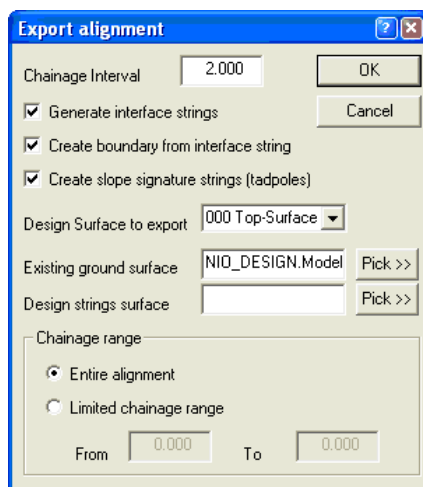 Export alignment
Chainage Interval 2.000 OK
Generate interface strings Cancel
Create boundary from interface string
Create slope signature strings (tadpoles)
Design Surface to export 000 Top-Surface
Existing ground surface NIO_DESIGN.Model Pick >>
Design strings surface Pick >>
Chainage range
Entire alignment
Limited chainage range
From 0.000 To 0.000